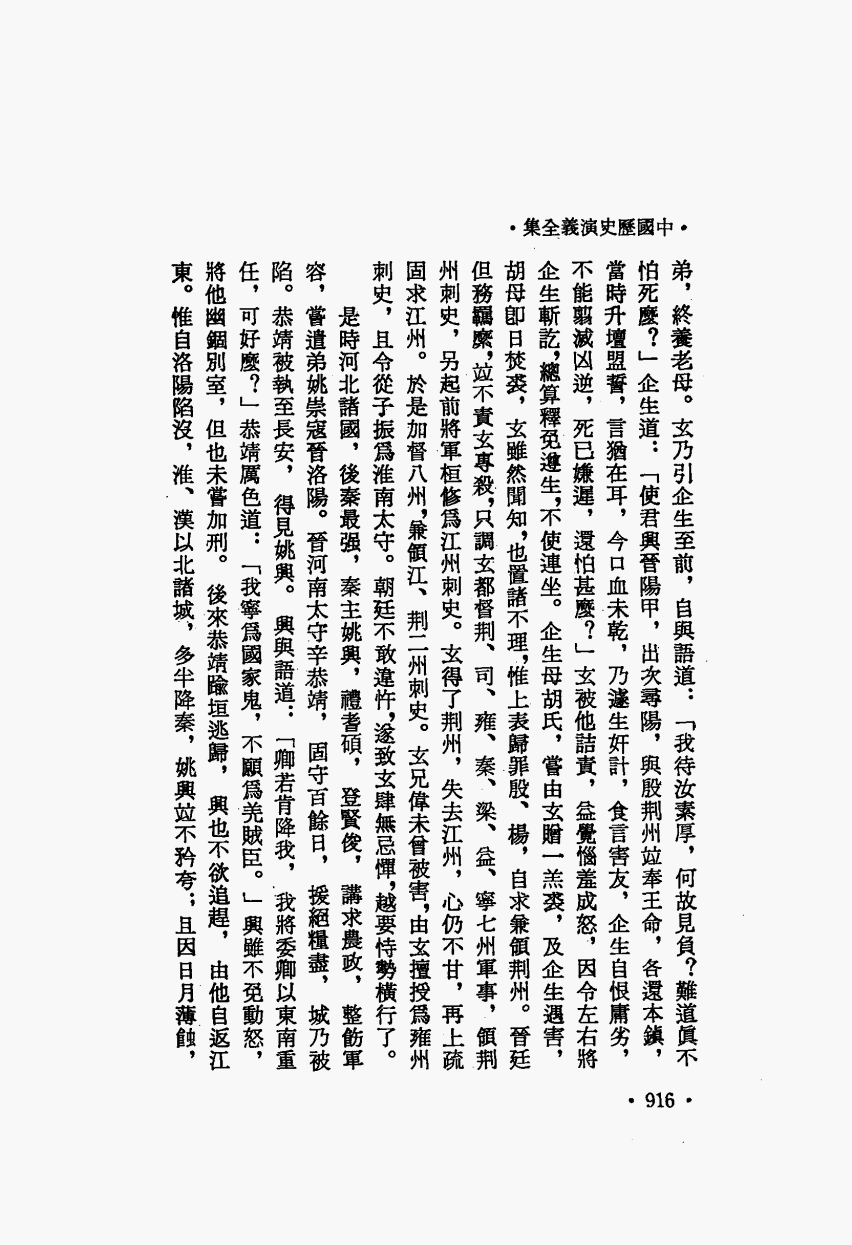 •中國歷史演義全集•
弟，終養老母。玄乃引企生至前，自與語道：「我待汝素厚，何故見負？難道眞不
怕死麼？」企生道：「使君興晉陽甲，出次尋陽，與殷荆州竝奉王命，各還本鎭，
當時升壇盟誓，言猶在耳，今口血未乾，乃遽生奸計，食言害友，企生自恨庸劣，
不能翦滅凶逆，死已嫌遲，還怕甚麼？」玄被他詰責，益覺惱羞成怒，因令左右將
企生斬訖，總算釋免遵生，不使連坐。企生母胡氏，嘗由玄贈一羔裘，及企生遇害，
胡母卽日焚裘，玄雖然聞知，也置諸不理，惟上表歸罪殷、楊，自求兼領荆州。晉廷
但務羈縻，竝不責玄專殺，只調玄都督荆、司、雍、秦、梁、益、寧七州軍事，領荆
州刺史，另起前將軍桓修爲江州刺史。玄得了荆州，失去江州，心仍不甘，再上疏
固求江州。於是加督八州，兼領江、荆二州刺史。玄兄偉未曾被害，由玄擅授爲雍州
刺史，且令從子振爲淮南太守。朝廷不敢違忤，遂致玄肆無忌憚，越要恃勢橫行了。
是時河北諸國，後秦最强，秦主姚興，禮耆碩，登賢俊，講求農政，整飭軍
容，嘗遣弟姚崇寇晉洛陽。晉河南太守辛恭靖，固守百餘日，援絕糧盡，城乃被
陷。恭靖被執至長安，得見姚興。興與語道：「卿若肯降我，我將委卿以東南重
任，可好麼？」恭靖厲色道：「我寧爲國家鬼，不願爲羌賊臣。」興雖不免動怒，
將他幽錮別室，但也未嘗加刑。後來恭靖踰垣逃歸，興也不欲追趕，由他自返江
東。惟自洛陽陷沒，淮、漢以北諸城，多半降秦，姚興竝不矜夸；且因日月薄蝕，
•916•